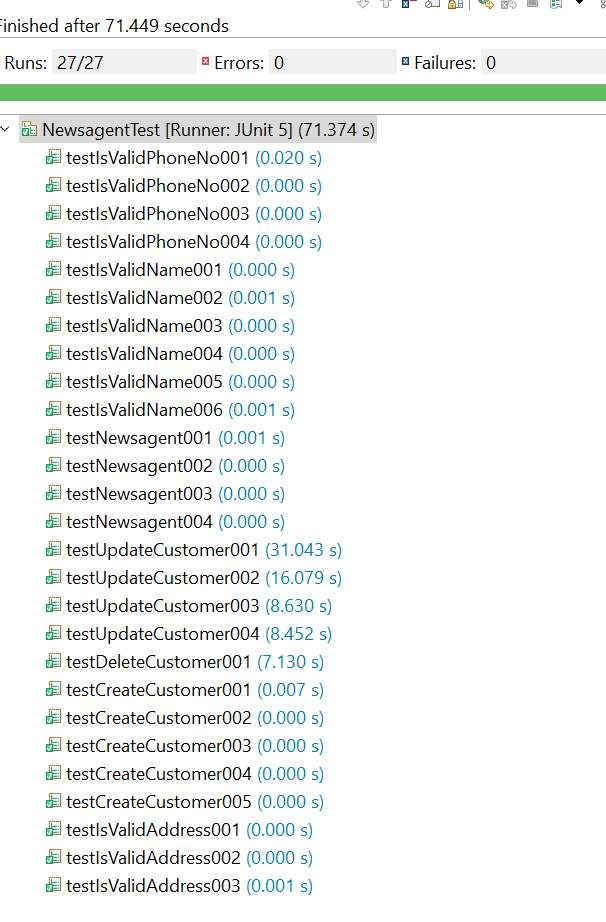 Finished after 71.449 seconds
Runs: 27/27 Errors: 0 Failures: 0
NewsagentTest [Runner: JUnit 5] (71.374 s)
testIsValidPhoneNo001 (0.020 s)
testIsValidPhoneNo002 (0.000 s)
testIsValidPhoneNo003 (0.000 s)
testIsValidPhoneNo004 (0.000 s)
testIsValidName001 (0.000 s)
testIsValidName002 (0.001 s)
testIsValidName003 (0.000 s)
testIsValidName004 (0.000 s)
testIsValidName005 (0.000 s)
testIsValidName006 (0.001 s)
testNewsagent001 (0.001 s)
testNewsagent002 (0.000 s)
testNewsagent003 (0.000 s)
testNewsagent004 (0.000 s)
testUpdateCustomer001 (31.043 s)
testUpdateCustomer002 (16.079 s)
testUpdateCustomer003 (8.630 s)
testUpdateCustomer004 (8.452 s)
testDeleteCustomer001 (7.130 s)
testCreateCustomer001 (0.007 s)
testCreateCustomer002 (0.000 s)
testCreateCustomer003 (0.000 s)
testCreateCustomer004 (0.000 s)
testCreateCustomer005 (0.000 s)
testIsValidAddress001 (0.000 s)
testIsValidAddress002 (0.000 s)
testIsValidAddress003 (0.001 s)